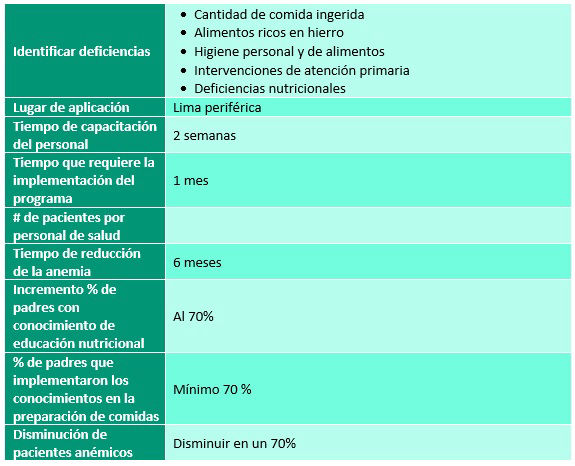 Identificar deficiencias
• Cantidad de comida ingerida
• Alimentos ricos en hierro
• Higiene personal y de alimentos
• Intervenciones de atención primaria
• Deficiencias nutricionales
Lugar de aplicación
Lima periférica
Tiempo de capacitación
del personal
2 semanas
Tiempo que requiere la
implementación del
programa
1 mes
# de pacientes por
personal de salud
Tiempo de reducción
de la anemia
6 meses
Incremento % de
padres con
conocimiento de
educación nutricional
Al 70%
% de padres que
implementaron los
conocimientos en la
preparación de comidas
Mínimo 70 %
Disminución de
pacientes anémicos
Disminuir en un 70%